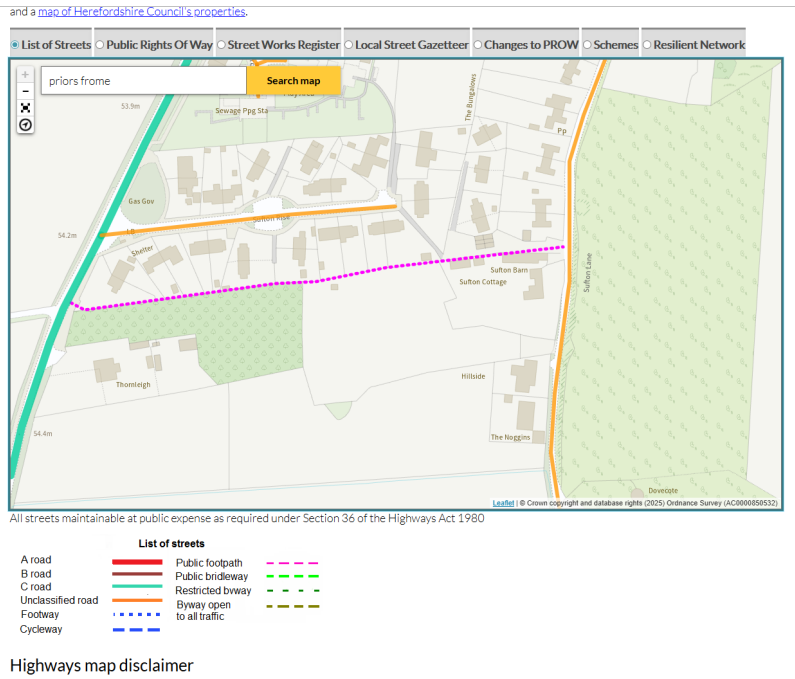 and a map of Herefordshire Council's properties.
List of Streets Public Rights Of Way Street Works Register Local Street Gazetteer Changes to PROW Schemes Resilient Network
+
-
priors frome
Search map
53.9m
Sewage Ppg Sta
The Bungalows
Pp
Gas Gov
Sufton Rise
LB
54.2m
Shelter
Sufton Barn
Sufton Cottage
Sufton Lane
Thornleigh
Hillside
54.4m
The Noggins
Dovecote
Leaflet | © Crown copyright and database rights (2025) Ordnance Survey (AC0000850532)
All streets maintainable at public expense as required under Section 36 of the Highways Act 1980
List of streets
A road
B road
C road
Unclassified road
Footway
Cycleway
Public footpath
Public bridleway
Restricted byway
Byway open
to all traffic
Highways map disclaimer